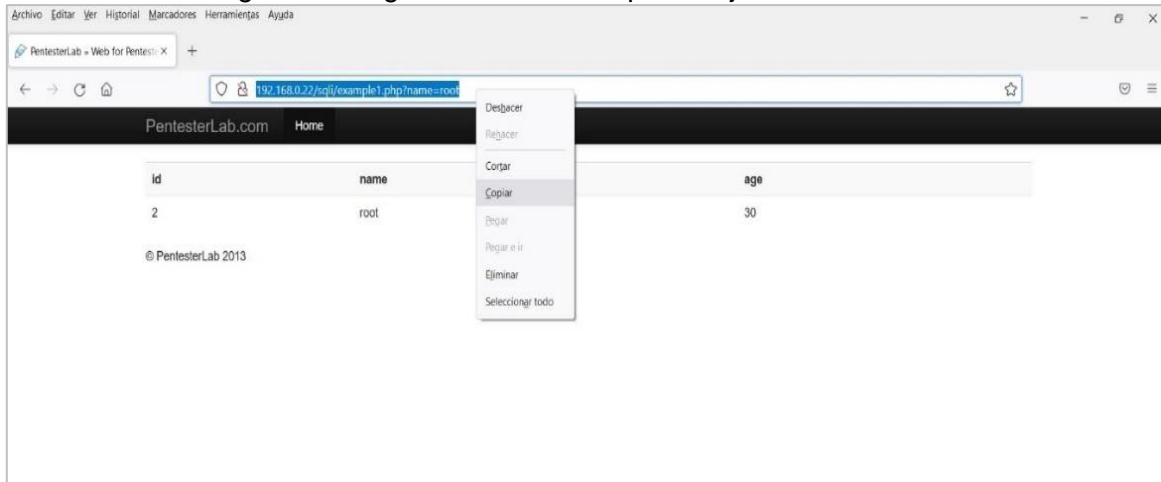 Archivo Editar Ver Historial Marcadores Herramientas Ayuda
PentesterLab » Web for Penteste
192.168.0.22/sqli/example1.php?name=root
PentesterLab.com Home
Deshacer
Rehacer
Cortar
Copiar
Pegar
Pegar e ir
Eliminar
Seleccionar todo
id name age
2 root 30
© PentesterLab 2013